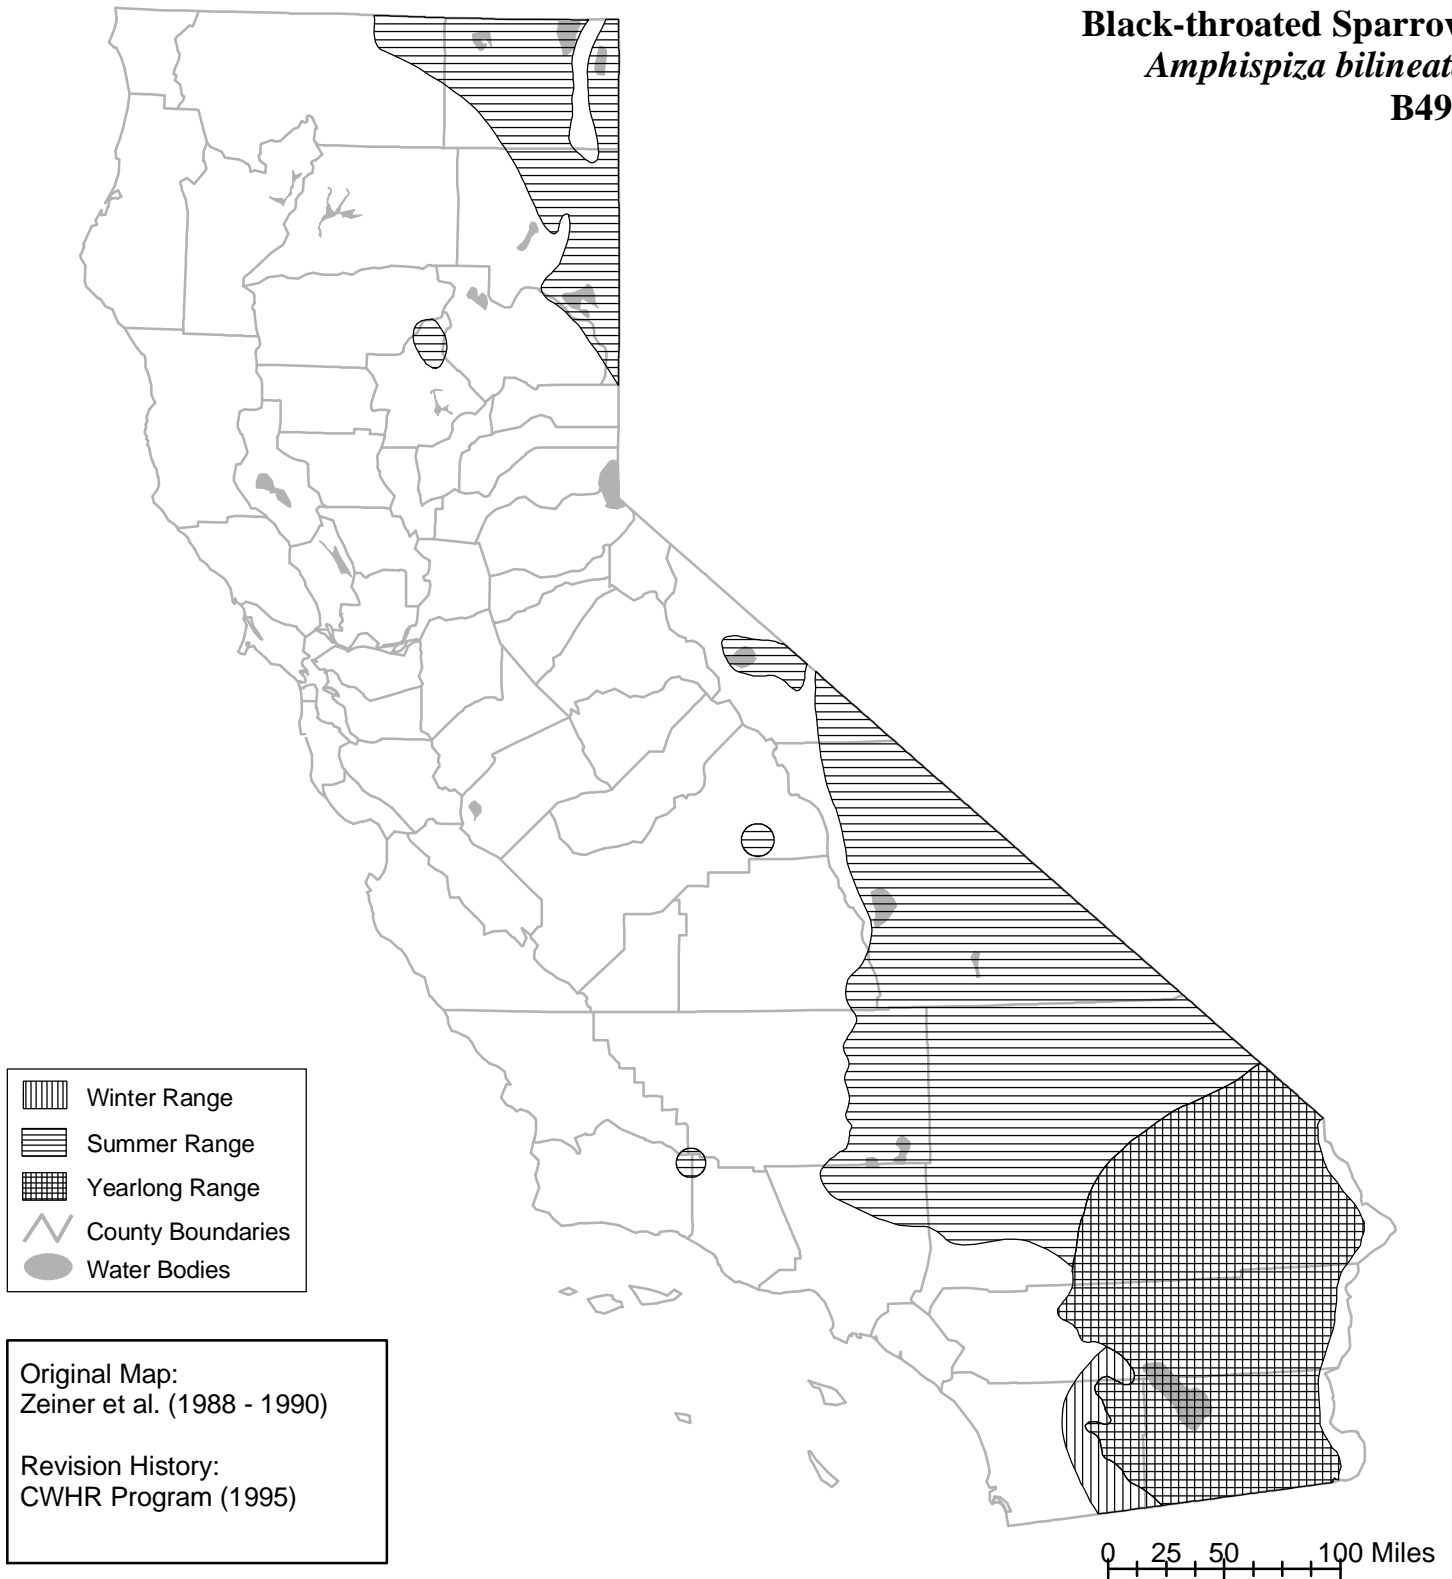 Black-throated Sparrow
Amphispiza bilineat
B49
Winter Range
Summer Range
Yearlong Range
County Boundaries
Water Bodies
Original Map:
Zeiner et al. (1988 - 1990)
Revision History:
CWHR Program (1995)
0 25 50 100 Miles